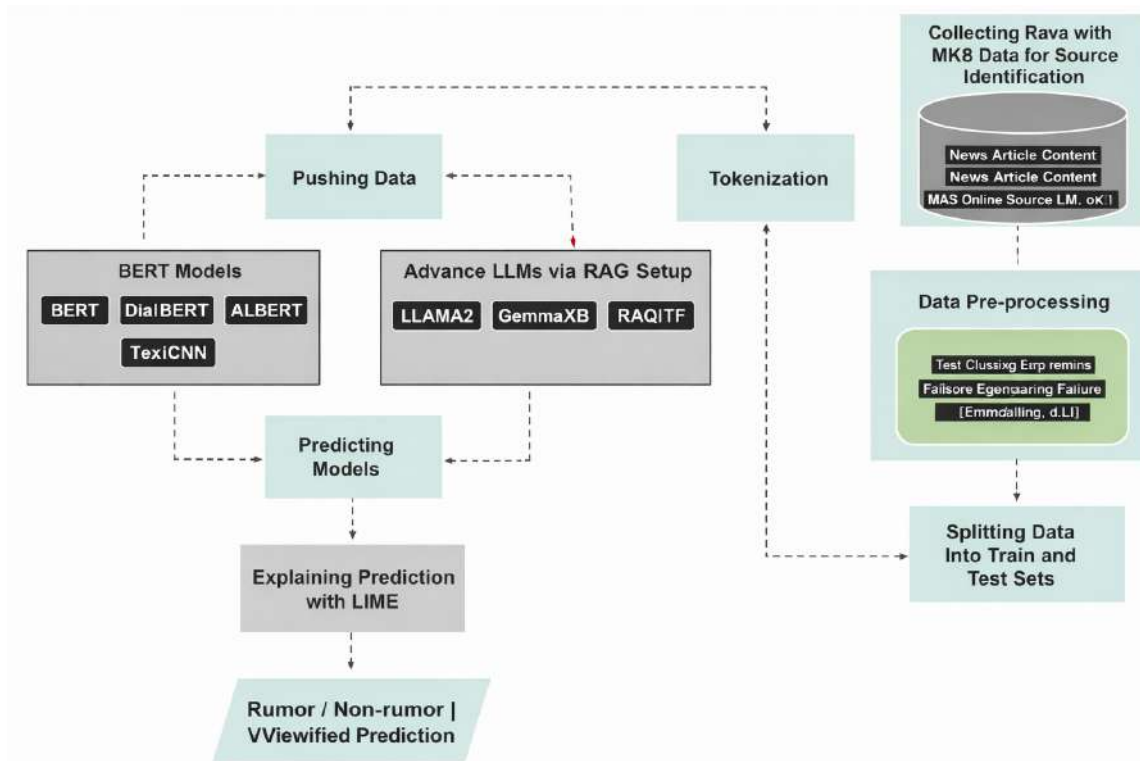 Collecting Rava with
MK8 Data for Source
Identification
News Article Content
News Article Content
MAS Online Source LM, oK
Pushing Data
Tokenization
BERT Models
BERT DialBERT ALBERT
TexiCNN
Advance LLMs via RAG Setup
LLAMA2 GemmaXB RAQITF
Data Pre-processing
Test Clussixg Eırp remins
Failsore Egengaaring Failure
[Emmdalling, d.LI]
Predicting
Models
Splitting Data
Into Train and
Test Sets
Explaining Prediction
with LIME
Rumor / Non-rumor |
VViewified Prediction